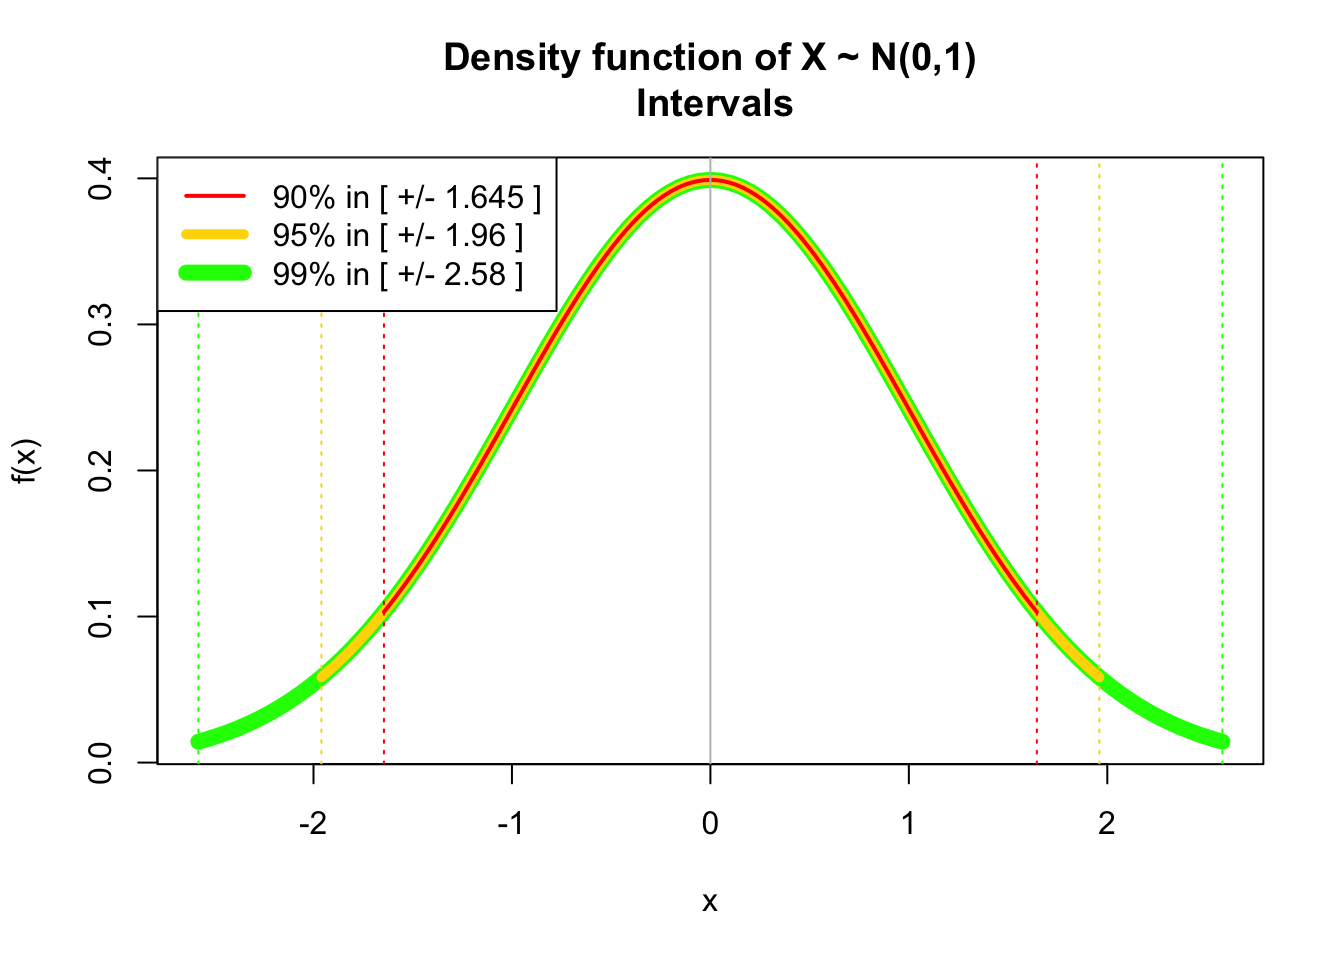 Density function of X ~ N(0,1)
Intervals
90% in [ +/- 1.645 ]
95% in [ +/- 1.96 ]
99% in [ +/- 2.58 ]
f(x)
0.4
0.3
0.2
0.1
0.0
-2 -1 0 1 2
x